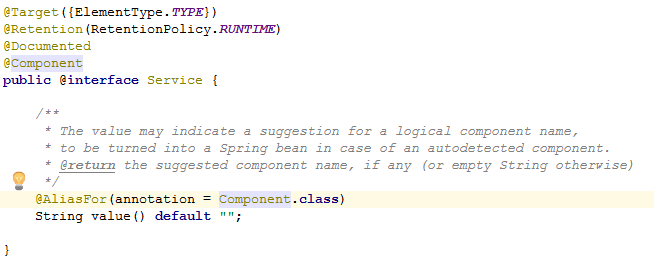 @Target({ElementType.TYPE})
@Retention(RetentionPolicy.RUNTIME)
@Documented
@Component
public @interface Service {
/**
* The value may indicate a suggestion for a logical component name,
* to be turned into a Spring bean in case of an autodetected component.
* @return the suggested component name, if any (or empty String otherwise)
*/
@AliasFor(annotation = Component.class)
String value() default "";
}